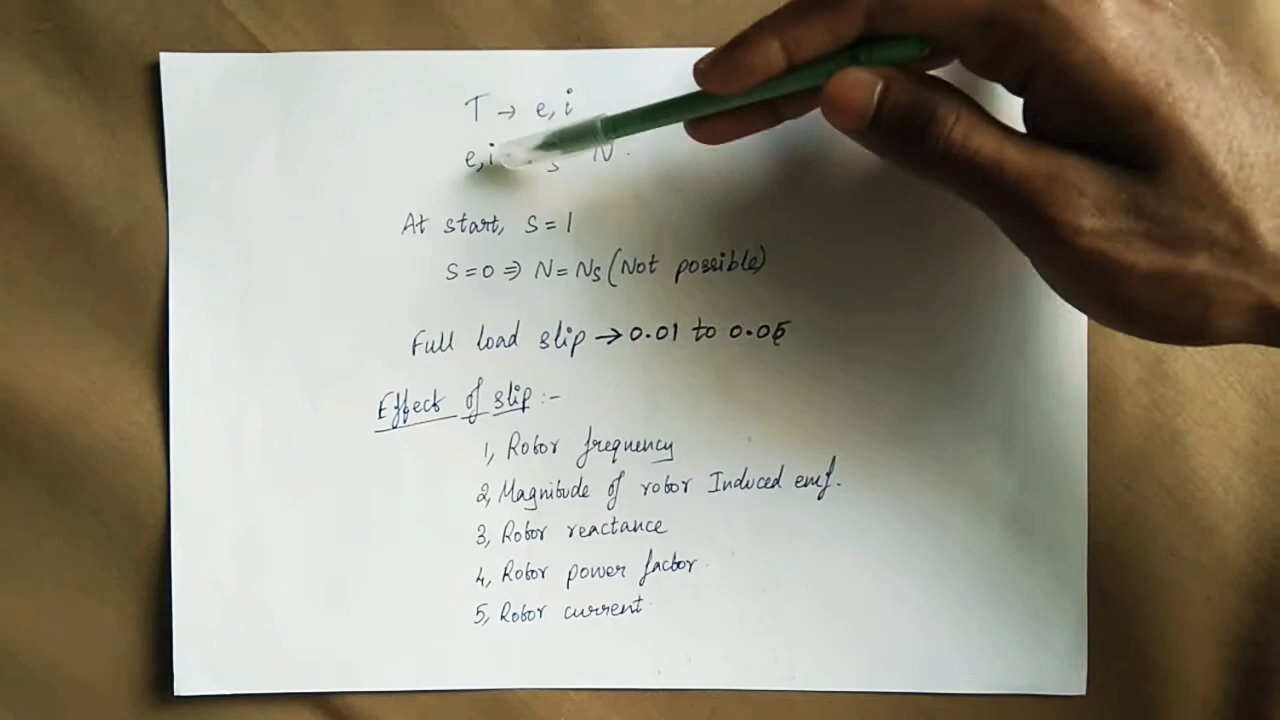 T → e, i
e, i s N.
At start, s = 1
s = 0 ⇒ N = Ns (Not possible)
Full load slip → 0.01 to 0.05
Effect of slip :-
1, Rotor frequency
2, Magnitude of rotor Induced emf.
3, Rotor reactance
4, Rotor power factor
5, Rotor current